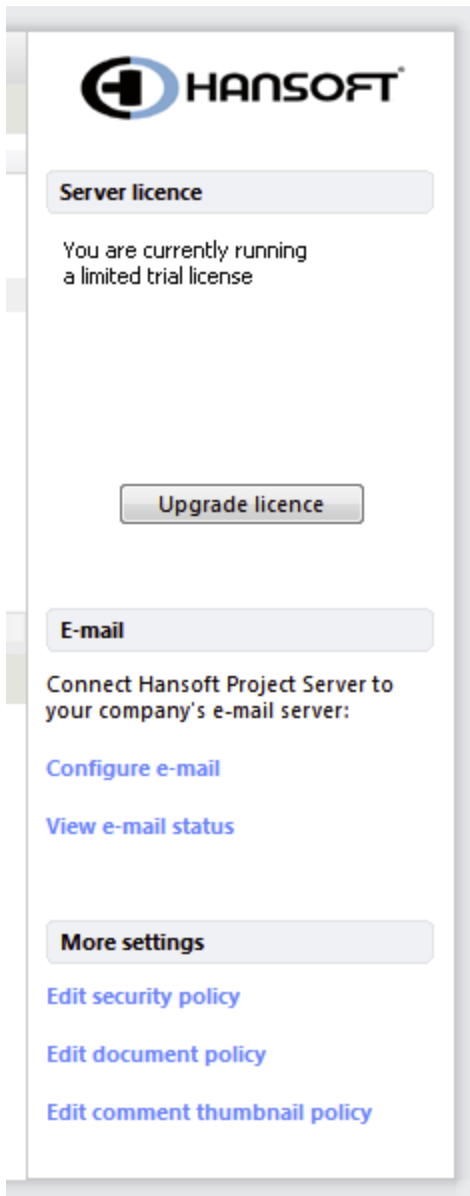 HANSOFT
Server licence
You are currently running
a limited trial license
Upgrade licence
E-mail
Connect Hansoft Project Server to
your company's e-mail server:
Configure e-mail
View e-mail status
More settings
Edit security policy
Edit document policy
Edit comment thumbnail policy